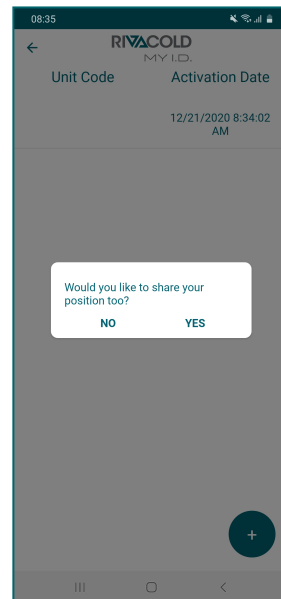 08:35
RIVACOLD
MY I.D.
Unit Code Activation Date
12/21/2020 8:34:02
AM
Would you like to share your
position too?
NO YES
+